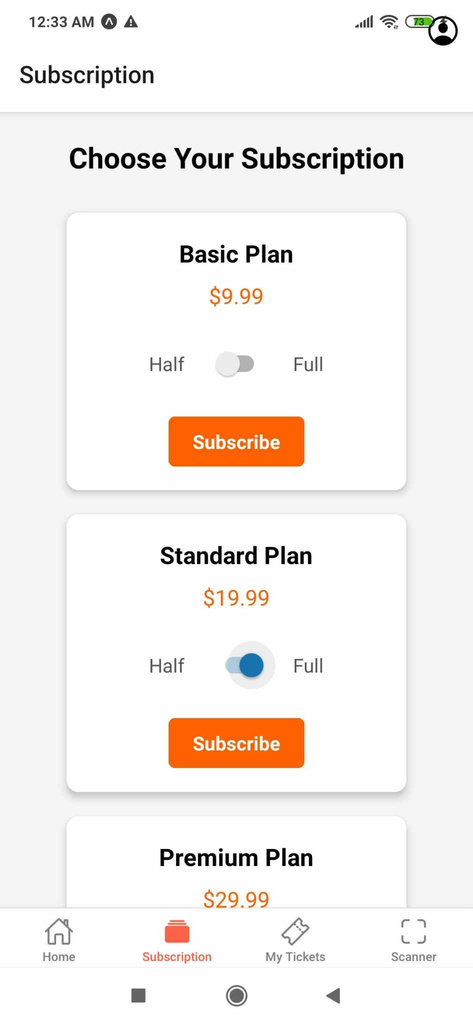 12:33 AM
73
Subscription
Choose Your Subscription
Basic Plan
$9.99
Half Full
Subscribe
Standard Plan
$19.99
Half Full
Subscribe
Premium Plan
$29.99
Home Subscription My Tickets Scanner